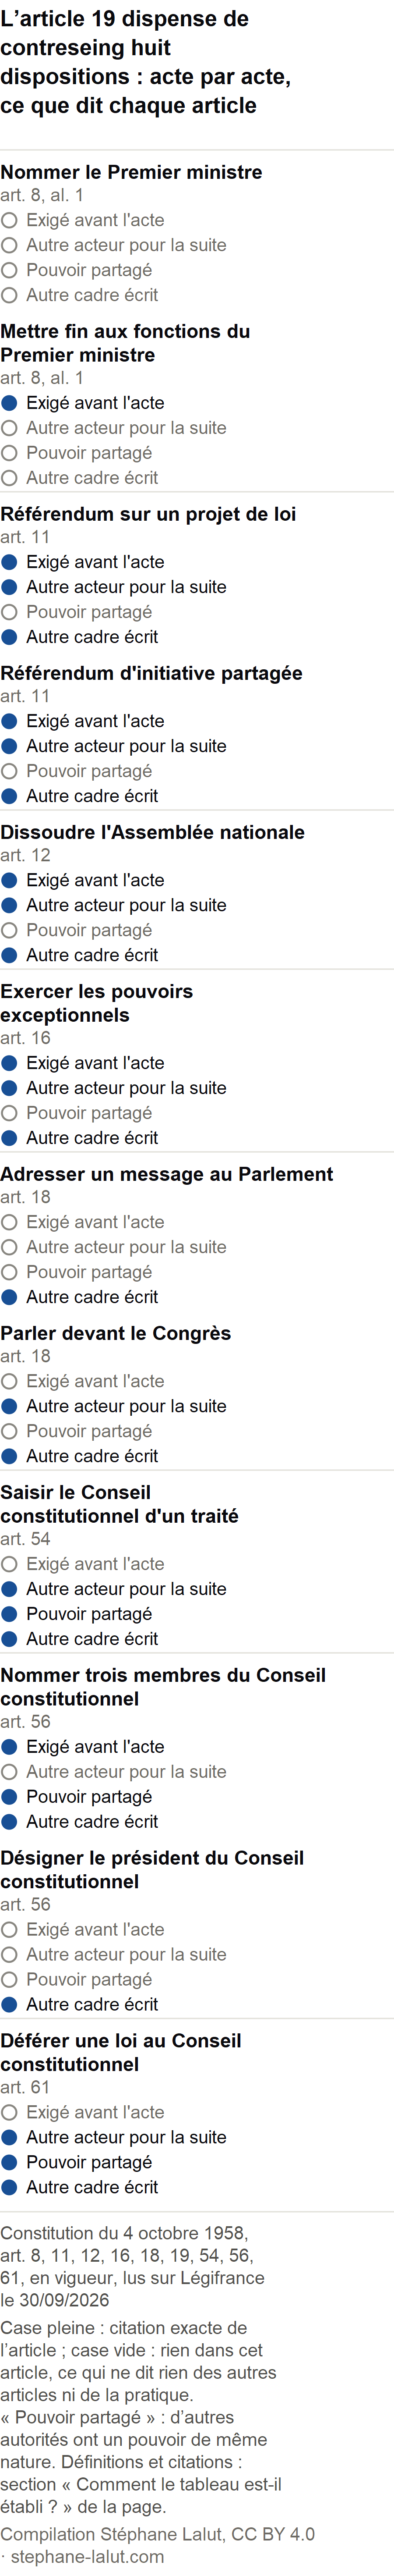 L’article 19 dispense de
contreseing huit
dispositions : acte par acte,
ce que dit chaque article
Nommer le Premier ministre
art. 8, al. 1
Exigé avant l'acte
Autre acteur pour la suite
Pouvoir partagé
Autre cadre écrit
Mettre fin aux fonctions du
Premier ministre
art. 8, al. 1
Exigé avant l'acte
Autre acteur pour la suite
Pouvoir partagé
Autre cadre écrit
Référendum sur un projet de loi
art. 11
Exigé avant l'acte
Autre acteur pour la suite
Pouvoir partagé
Autre cadre écrit
Référendum d'initiative partagée
art. 11
Exigé avant l'acte
Autre acteur pour la suite
Pouvoir partagé
Autre cadre écrit
Dissoudre l'Assemblée nationale
art. 12
Exigé avant l'acte
Autre acteur pour la suite
Pouvoir partagé
Autre cadre écrit
Exercer les pouvoirs
exceptionnels
art. 16
Exigé avant l'acte
Autre acteur pour la suite
Pouvoir partagé
Autre cadre écrit
Adresser un message au Parlement
art. 18
Exigé avant l'acte
Autre acteur pour la suite
Pouvoir partagé
Autre cadre écrit
Parler devant le Congrès
art. 18
Exigé avant l'acte
Autre acteur pour la suite
Pouvoir partagé
Autre cadre écrit
Saisir le Conseil
constitutionnel d'un traité
art. 54
Exigé avant l'acte
Autre acteur pour la suite
Pouvoir partagé
Autre cadre écrit
Nommer trois membres du Conseil
constitutionnel
art. 56
Exigé avant l'acte
Autre acteur pour la suite
Pouvoir partagé
Autre cadre écrit
Désigner le président du Conseil
constitutionnel
art. 56
Exigé avant l'acte
Autre acteur pour la suite
Pouvoir partagé
Autre cadre écrit
Déférer une loi au Conseil
constitutionnel
art. 61
Exigé avant l'acte
Autre acteur pour la suite
Pouvoir partagé
Autre cadre écrit
Constitution du 4 octobre 1958,
art. 8, 11, 12, 16, 18, 19, 54, 56,
61, en vigueur, lus sur Légifrance
le 30/09/2026
Case pleine : citation exacte de
l’article ; case vide : rien dans cet
article, ce qui ne dit rien des autres
articles ni de la pratique.
« Pouvoir partagé » : d’autres
autorités ont un pouvoir de même
nature. Définitions et citations :
section « Comment le tableau est-il
établi ? » de la page.
Compilation Stéphane Lalut, CC BY 4.0
· stephane-lalut.com